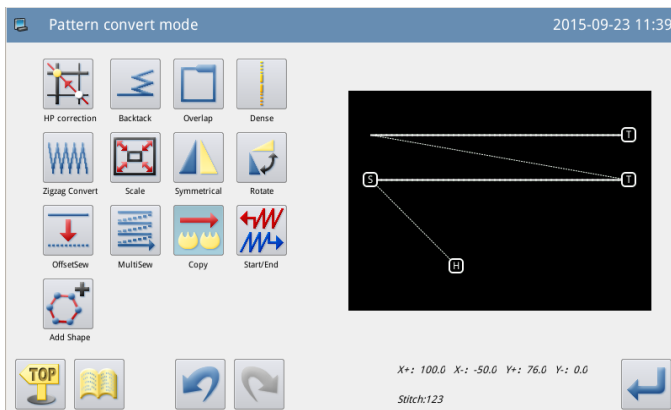 Pattern convert mode 2015-09-23 11:39
HP correction Backtack Overlap Dense
Zigzag Convert Scale Symmetrical Rotate
OffsetSew MultiSew Copy Start/End
Add Shape
T
S T
H
TOP
X+: 100.0 X-: -50.0 Y+: 76.0 Y-: 0.0
Stitch:123